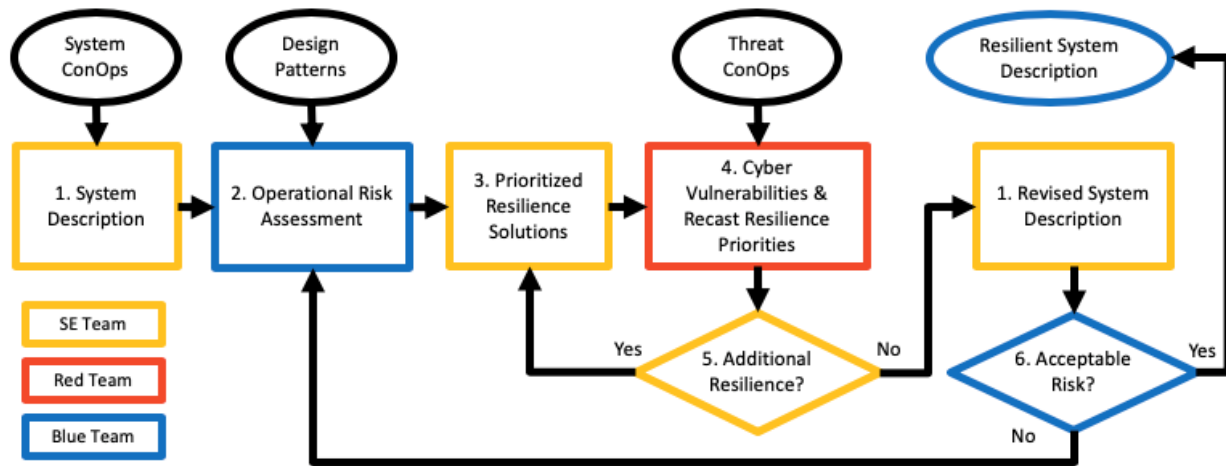 System
ConOps
Design
Patterns
Threat
ConOps
Resilient System
Description
1. System
Description
2. Operational Risk
Assessment
3. Prioritized
Resilience
Solutions
4. Cyber
Vulnerabilities &
Recast Resilience
Priorities
1. Revised System
Description
SE Team
Red Team
Blue Team
Yes
5. Additional
Resilience?
No
6. Acceptable
Risk?
Yes
No